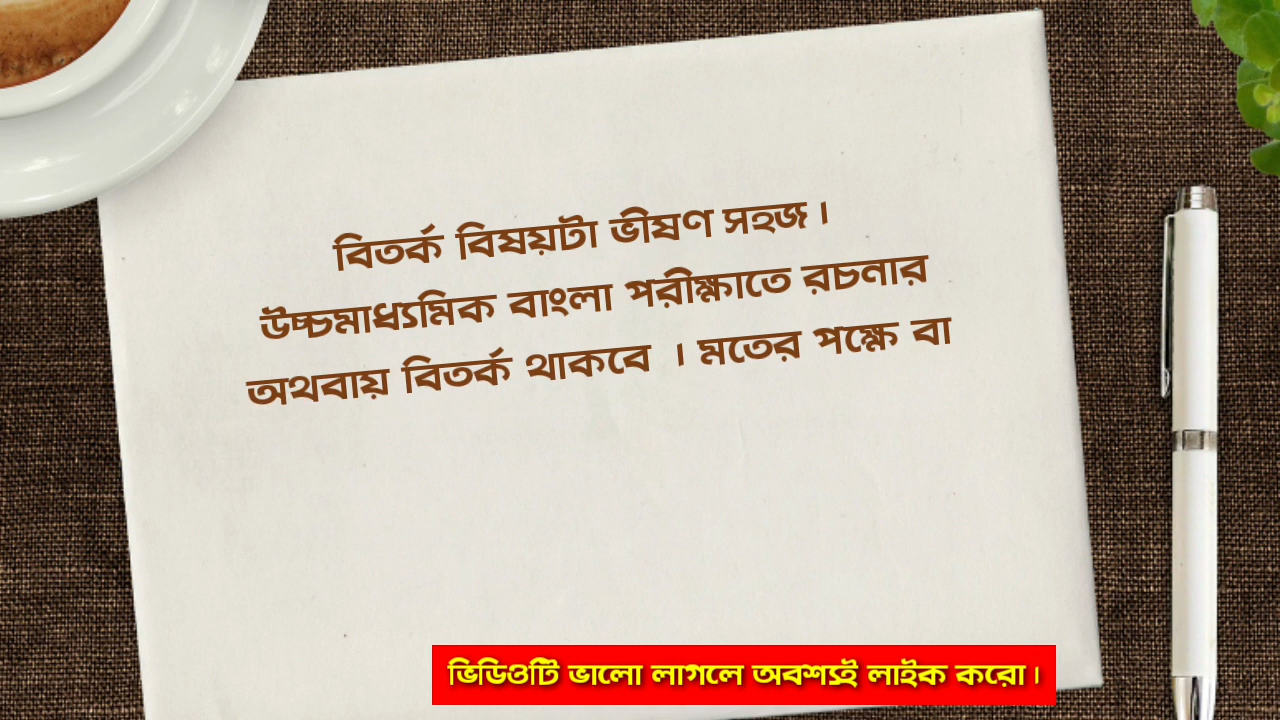 বিতর্ক বিষয়টা ভীষণ সহজ।
উচ্চমাধ্যমিক বাংলা পরীক্ষাতে রচনার
অথবায় বিতর্ক থাকবে । মতের পক্ষে বা
ভিডিওটি ভালো লাগলে অবশ্যই লাইক করো।